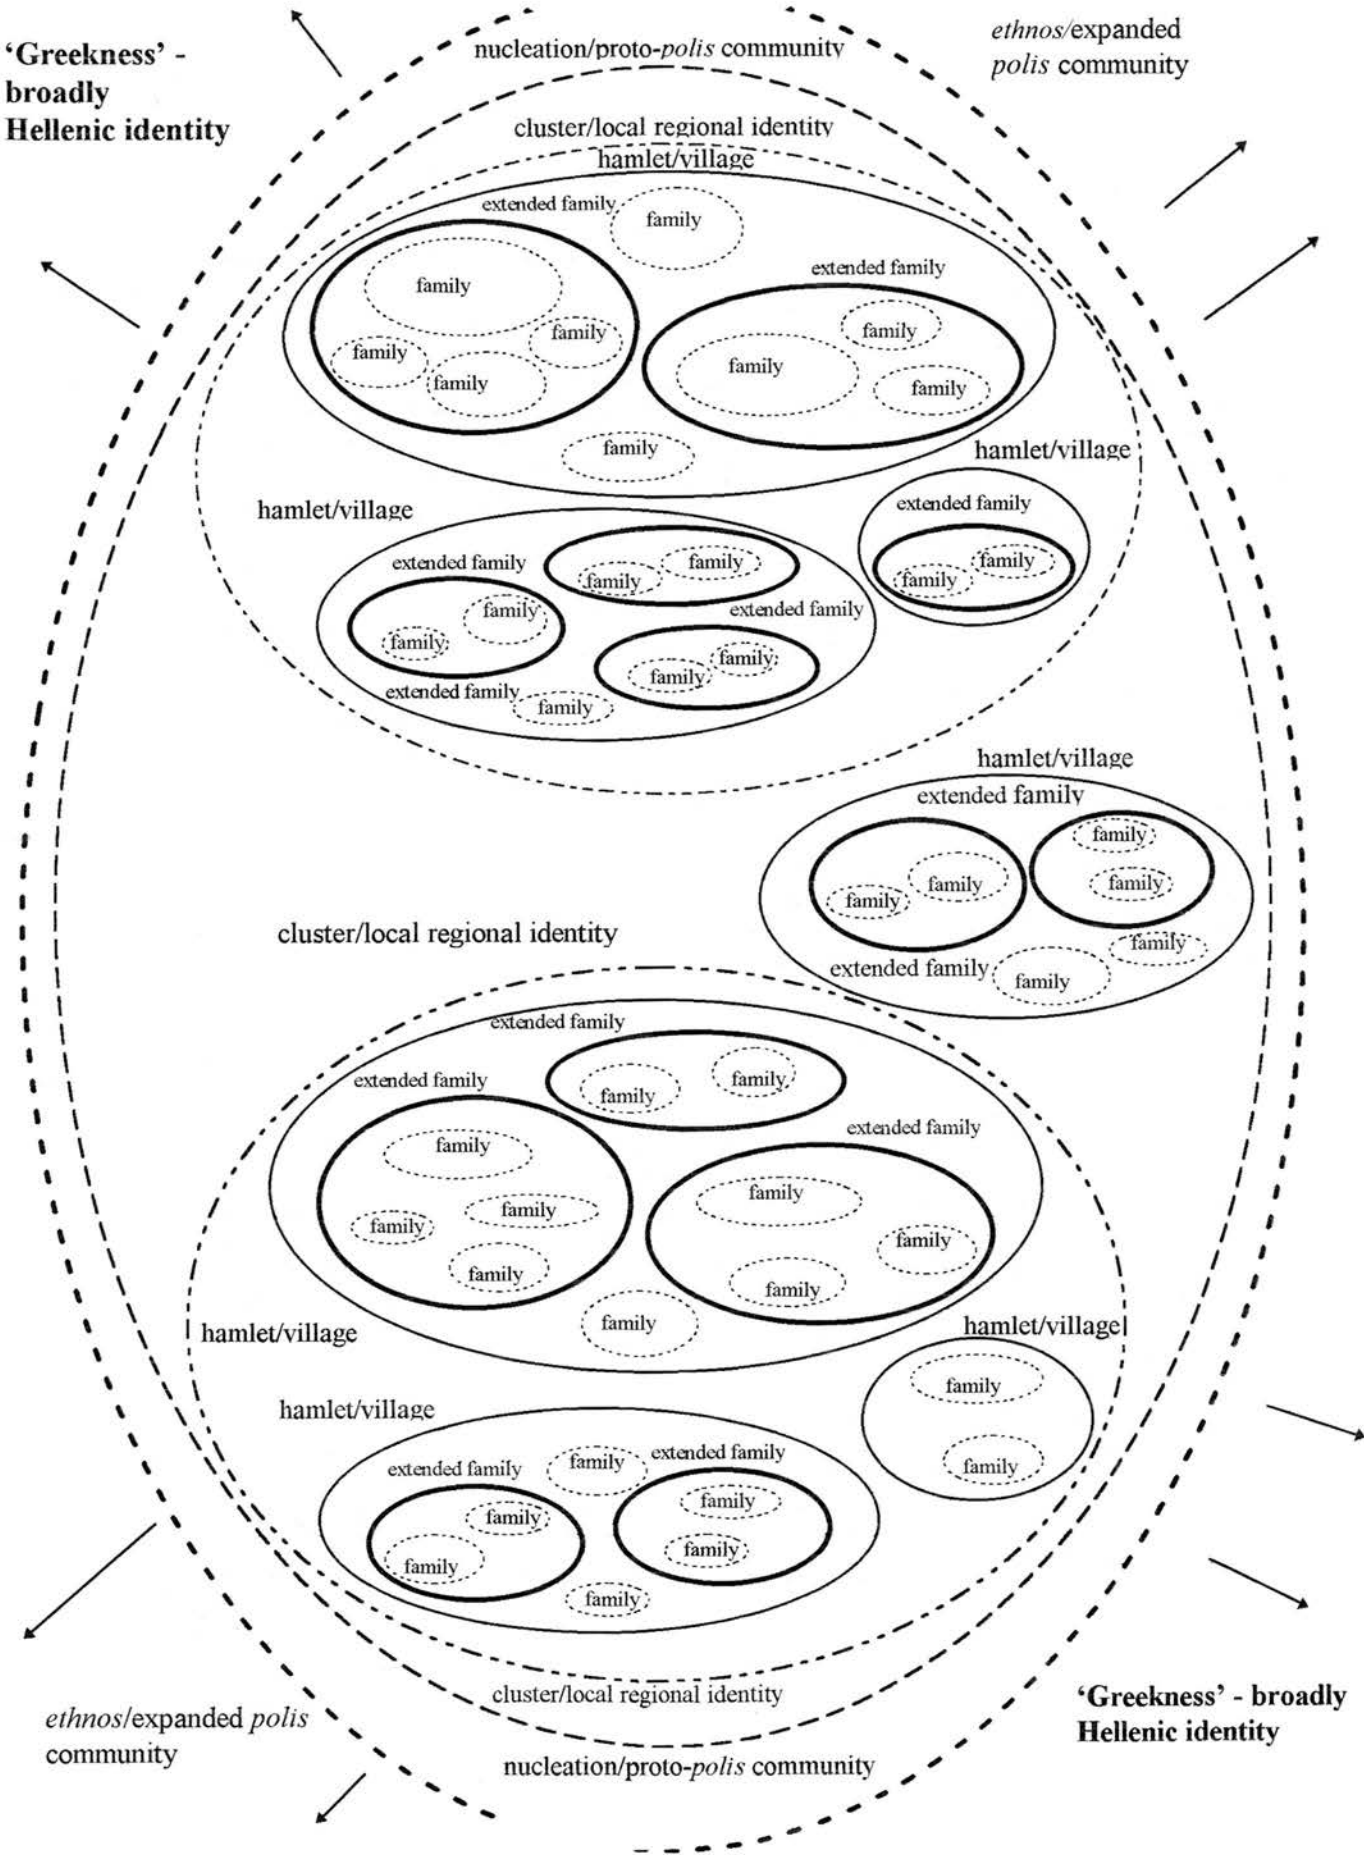 'Greekness' -
broadly
Hellenic identity
nucleation/proto-polis community
ethnos/expanded
polis community
cluster/local regional identity
hamlet/village
extended family
family
extended family
family
family
family
family
family
family
family
family
hamlet/village
hamlet/village
extended family
family
family
extended family
family
family
extended family
family
family
extended family
family
family
family
hamlet/village
extended family
family
family
family
family
family
extended family
family
cluster/local regional identity
extended family
family
family
extended family
extended family
family
family
family
family
family
family
family
family
hamlet/village
hamlet/village
family
family
hamlet/village
family
extended family
extended family
family
family
family
family
family
cluster/local regional identity
'Greekness' - broadly
Hellenic identity
ethnos/expanded polis
community
nucleation/proto-polis community